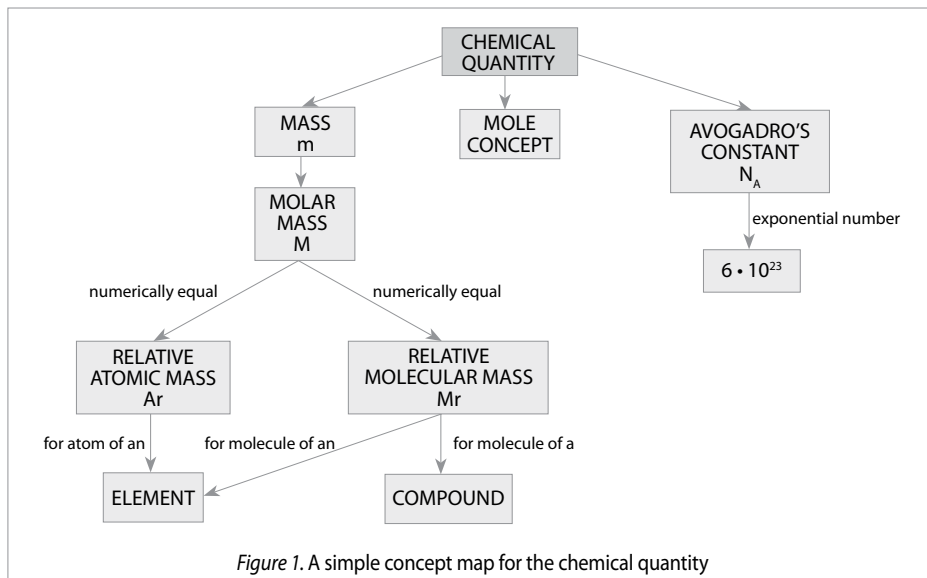 CHEMICAL
QUANTITY
MASS
m
MOLE
CONCEPT
AVOGADRO'S
CONSTANT
N_A
MOLAR
MASS
M
exponential number
6 • 10²³
numerically equal
numerically equal
RELATIVE
ATOMIC MASS
Ar
RELATIVE
MOLECULAR MASS
Mr
for atom of an
for molecule of an
for molecule of a
ELEMENT
COMPOUND
Figure 1. A simple concept map for the chemical quantity